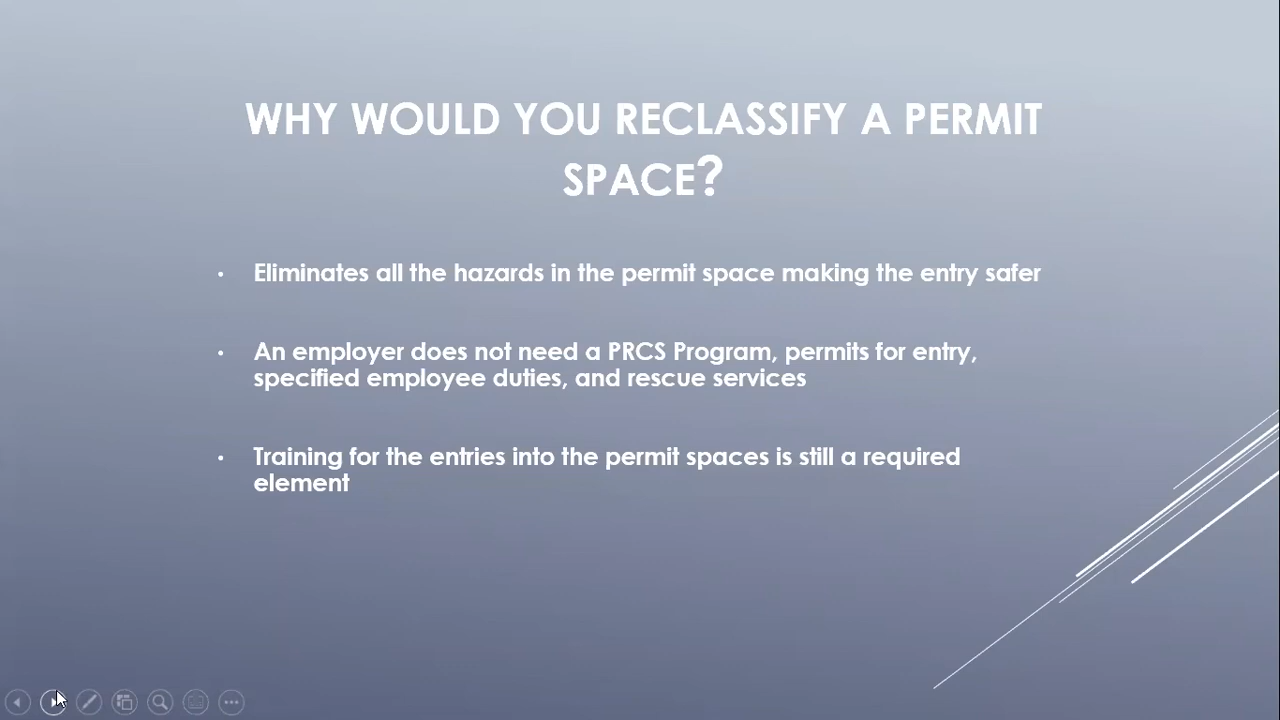 WHY WOULD YOU RECLASSIFY A PERMIT
SPACE?
• Eliminates all the hazards in the permit space making the entry safer
• An employer does not need a PRCS Program, permits for entry,
specified employee duties, and rescue services
• Training for the entries into the permit spaces is still a required
element